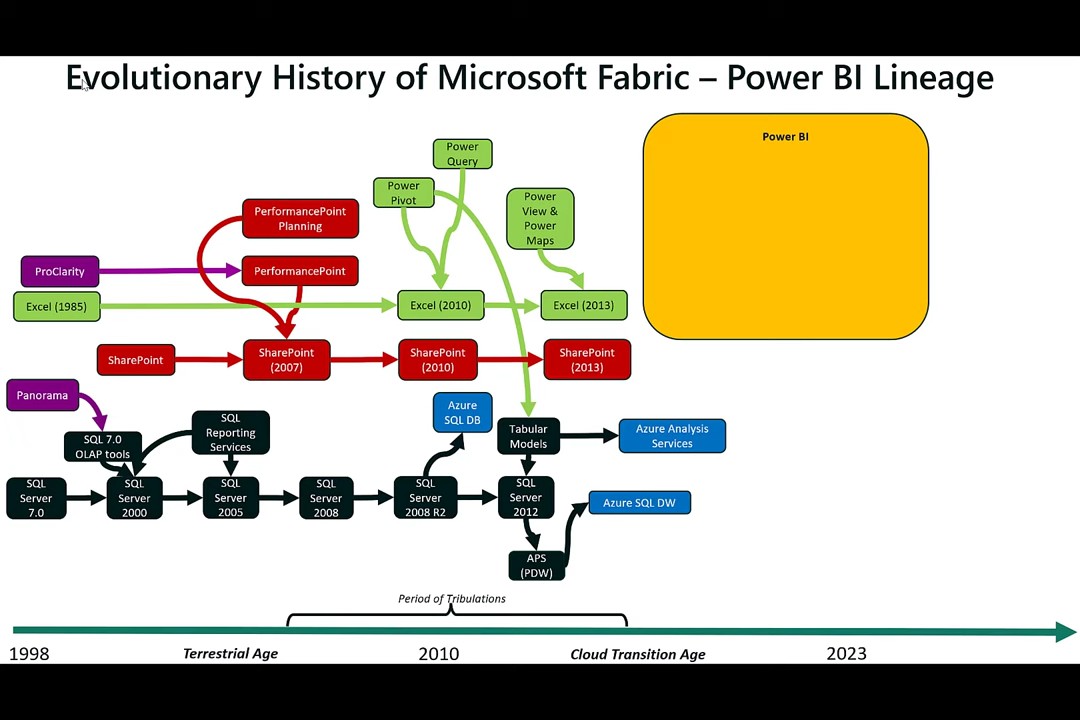 Evolutionary History of Microsoft Fabric – Power BI Lineage
Power BI
Power
Query
Power
Pivot
Power
View &
Power
Maps
PerformancePoint
Planning
ProClarity
PerformancePoint
Excel (1985)
Excel (2010)
Excel (2013)
SharePoint
SharePoint
(2007)
SharePoint
(2010)
SharePoint
(2013)
Panorama
SQL 7.0
OLAP tools
SQL
Reporting
Services
Azure
SQL DB
Tabular
Models
Azure Analysis
Services
SQL
Server
7.0
SQL
Server
2000
SQL
Server
2005
SQL
Server
2008
SQL
Server
2008 R2
SQL
Server
2012
Azure SQL DW
APS
(PDW)
Period of Tribulations
1998
Terrestrial Age
2010
Cloud Transition Age
2023